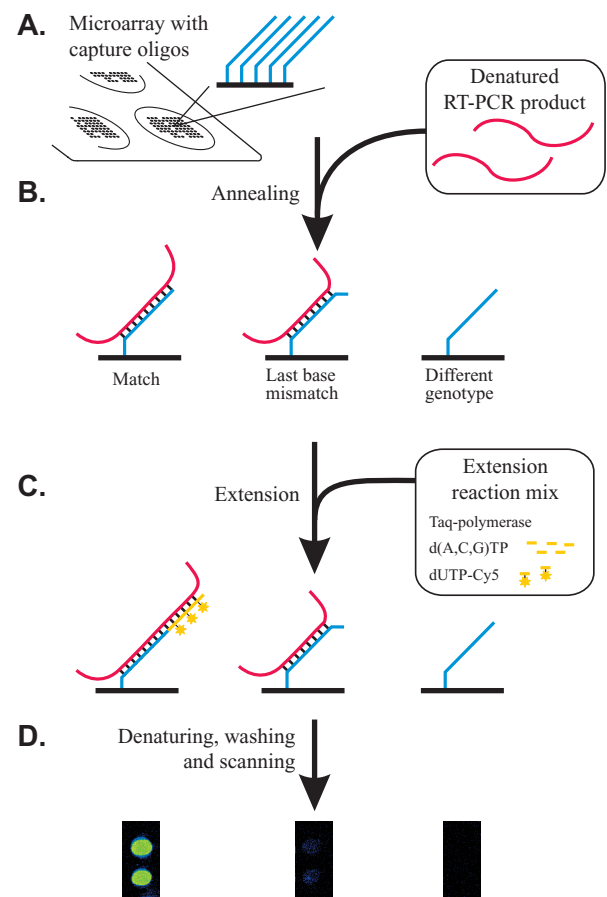 A.
Microarray with
capture oligos
Denatured
RT-PCR product
B.
Annealing
Match
Last base
mismatch
Different
genotype
C.
Extension
Extension
reaction mix
Taq-polymerase
d(A,C,G)TP
dUTP-Cy5
D.
Denaturing, washing
and scanning